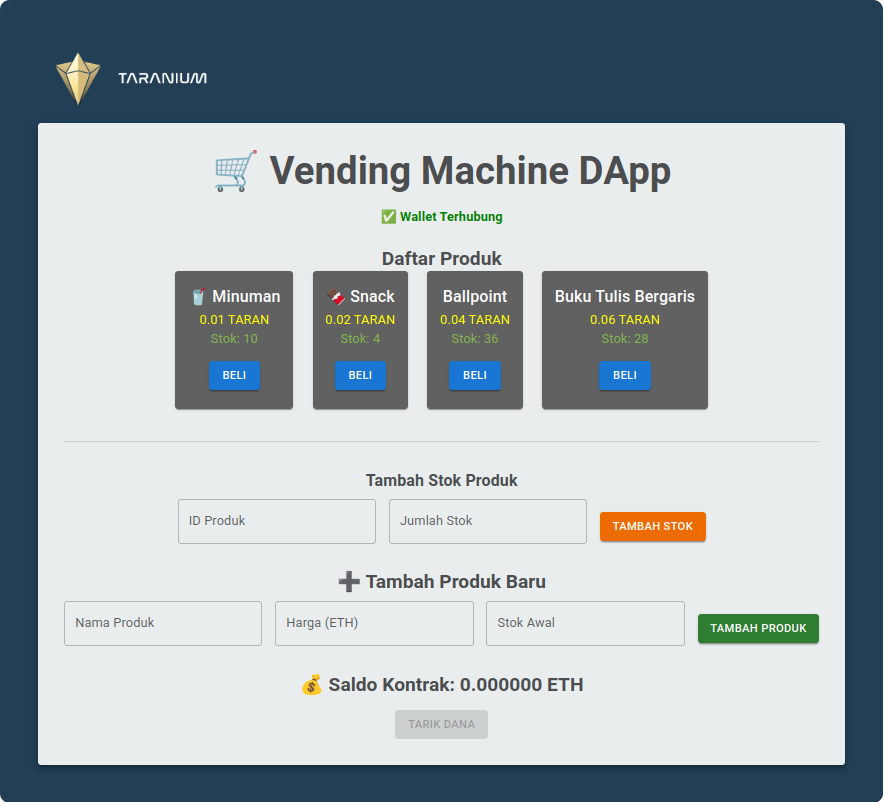 TARANIUM
🛒 Vending Machine DApp
✅ Wallet Terhubung
Daftar Produk
🥤 Minuman
0.01 TARAN
Stok: 10
BELI
🍫 Snack
0.02 TARAN
Stok: 4
BELI
Ballpoint
0.04 TARAN
Stok: 36
BELI
Buku Tulis Bergaris
0.06 TARAN
Stok: 28
BELI
Tambah Stok Produk
ID Produk
Jumlah Stok
TAMBAH STOK
➕ Tambah Produk Baru
Nama Produk
Harga (ETH)
Stok Awal
TAMBAH PRODUK
💰 Saldo Kontrak: 0.000000 ETH
TARIK DANA